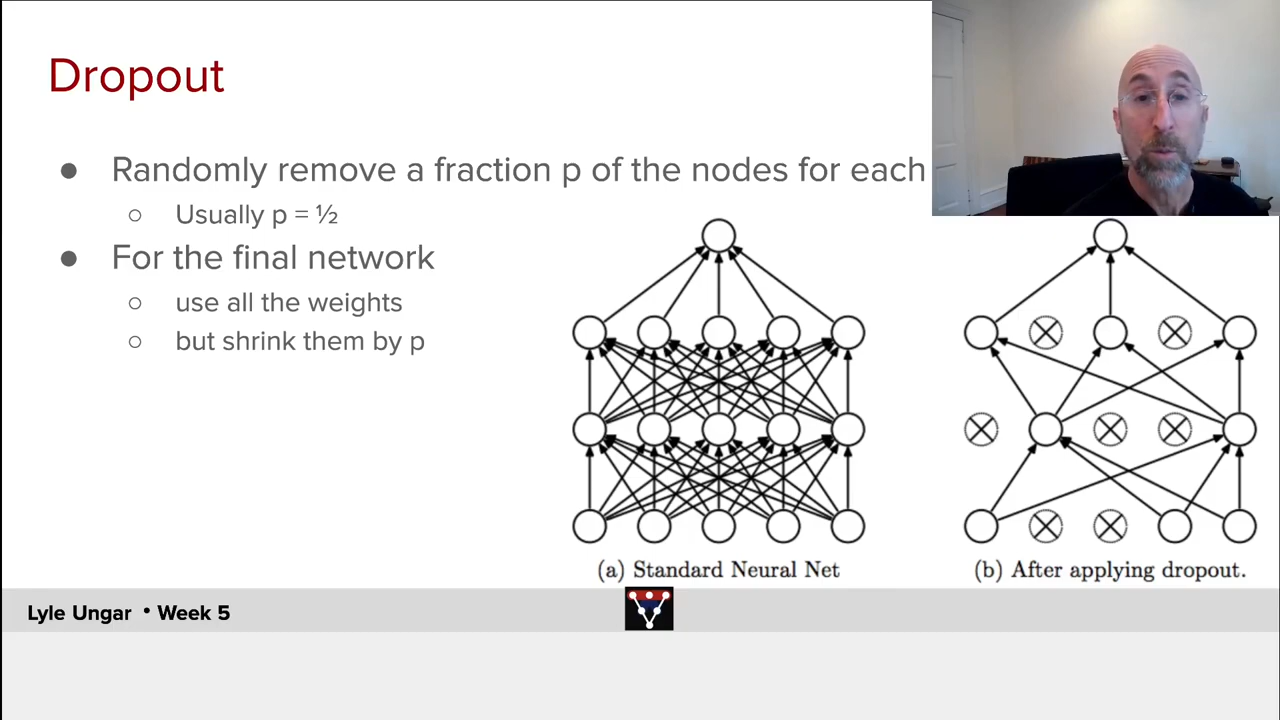 Dropout
● Randomly remove a fraction p of the nodes for each
○ Usually p = ½
● For the final network
○ use all the weights
○ but shrink them by p
(a) Standard Neural Net
(b) After applying dropout.
Lyle Ungar • Week 5